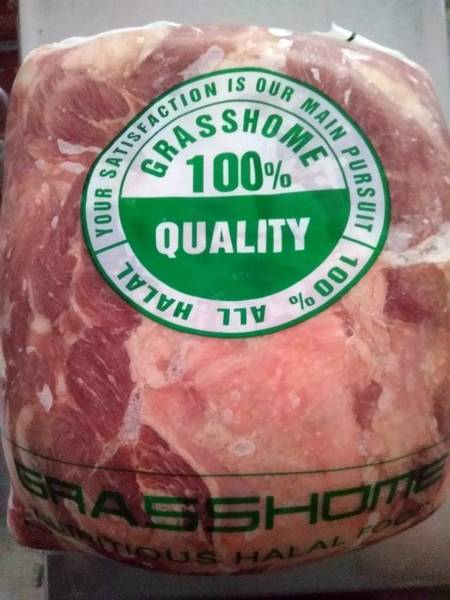 YOUR SATISFACTION IS OUR MAIN PURSUIT
GRASSHOME
100%
QUALITY
100% ALL HALAL
GRASSHOME
NUTRITIOUS HALAL FOOD